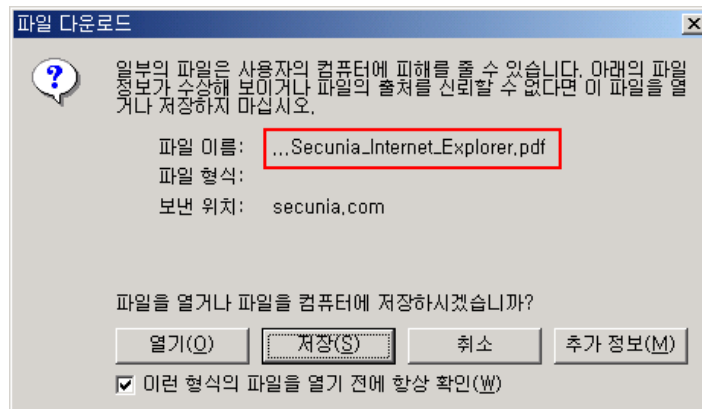 파일 다운로드
일부의 파일은 사용자의 컴퓨터에 피해를 줄 수 있습니다. 아래의 파일
정보가 수상해 보이거나 파일의 출처를 신뢰할 수 없다면 이 파일을 열
거나 저장하지 마십시오.
파일 이름: ...Secunia_Internet_Explorer.pdf
파일 형식:
보낸 위치: secunia.com
파일을 열거나 파일을 컴퓨터에 저장하시겠습니까?
열기(O) 저장(S) 취소 추가 정보(M)
이런 형식의 파일을 열기 전에 항상 확인(W)